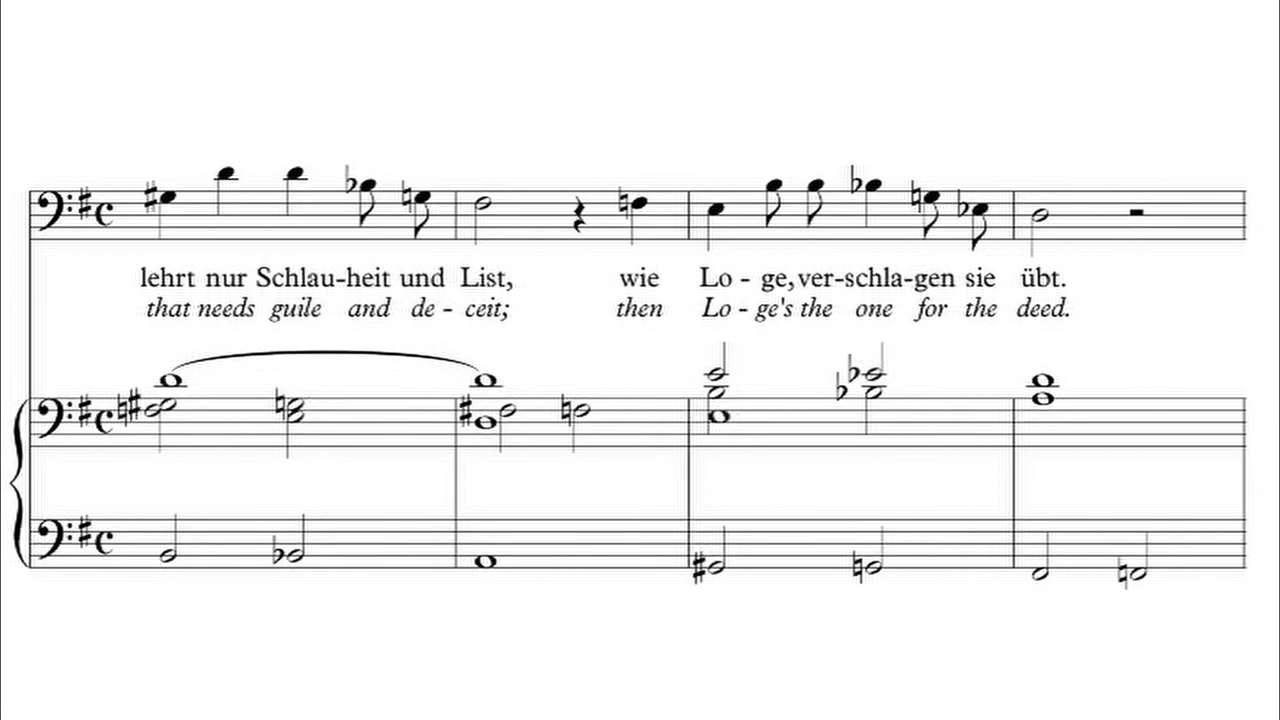 lehrt nur Schlau-heit und List, wie Lo - ge, ver-schla-gen sie übt.
that needs guile and de - ceit; then Lo - ge's the one for the deed.